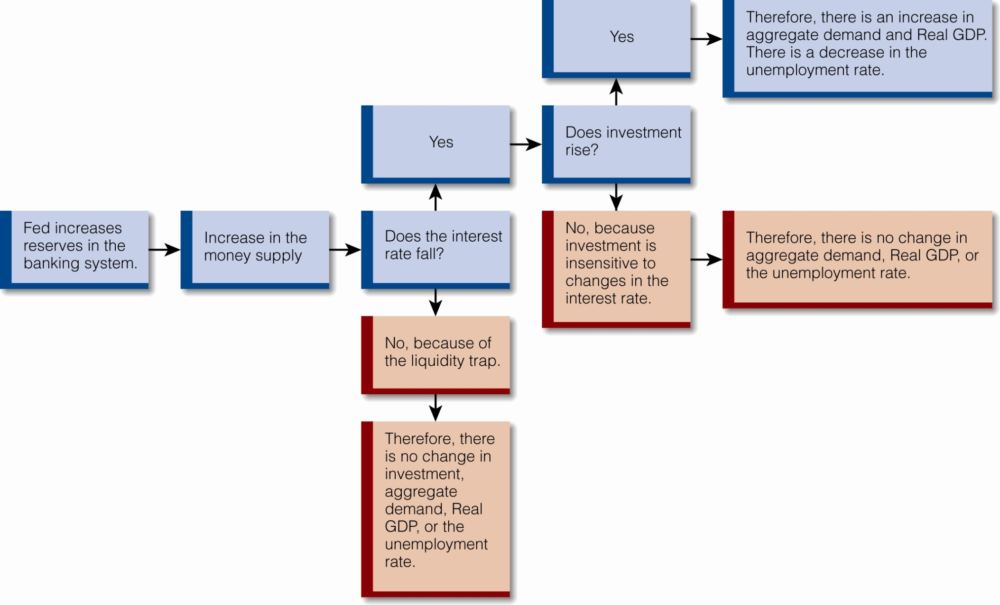 Fed increases
reserves in the
banking system.
Increase in the
money supply
Does the interest
rate fall?
Yes
Does investment
rise?
Yes
Therefore, there is an increase in
aggregate demand and Real GDP.
There is a decrease in the
unemployment rate.
No, because
investment is
insensitive to
changes in the
interest rate.
Therefore, there is no change in
aggregate demand, Real GDP, or
the unemployment rate.
No, because of
the liquidity trap.
Therefore, there
is no change in
investment,
aggregate
demand, Real
GDP, or the
unemployment
rate.